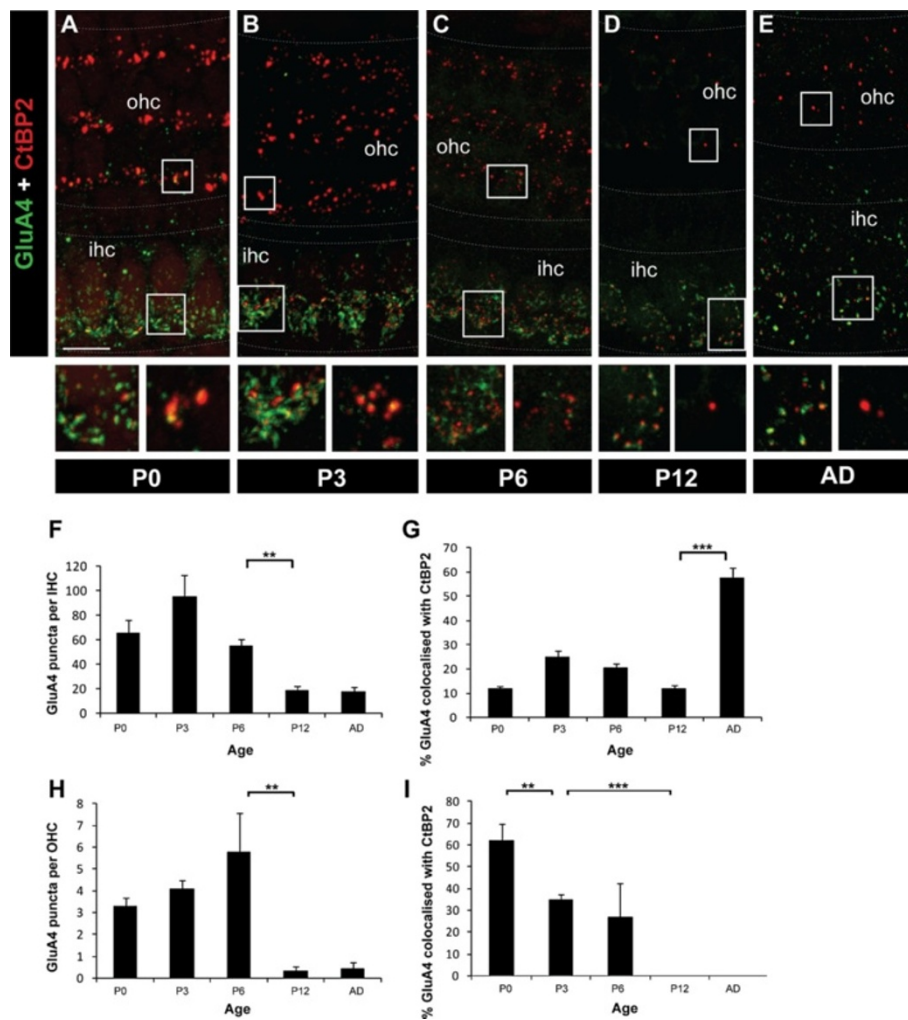 GluA4 + CtBP2
A B C D E
ohc ohc ohc ohc ohc
ihc ihc ihc ihc ihc
P0 P3 P6 P12 AD
F
**
GluA4 puncta per IHC
120
100
80
60
40
20
0
P0 P3 P6 P12 AD
Age
G
***
% GluA4 colocalised with CtBP2
70
60
50
40
30
20
10
0
P0 P3 P6 P12 AD
Age
H
**
GluA4 puncta per OHC
8
7
6
5
4
3
2
1
0
P0 P3 P6 P12 AD
Age
I
** ***
% GluA4 colocalised with CtBP2
80
70
60
50
40
30
20
10
0
P0 P3 P6 P12 AD
Age